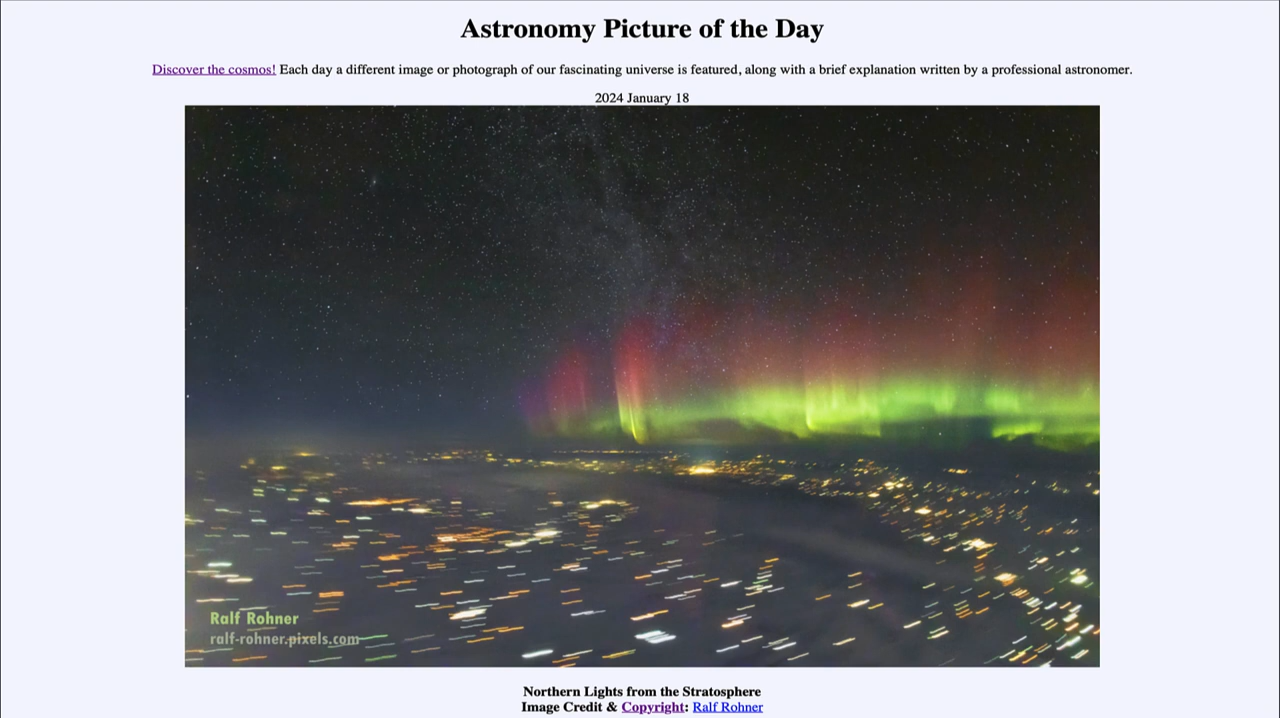 Astronomy Picture of the Day
Discover the cosmos! Each day a different image or photograph of our fascinating universe is featured, along with a brief explanation written by a professional astronomer.
2024 January 18
Ralf Rohner
ralf-rohner.pixels.com
Northern Lights from the Stratosphere
Image Credit & Copyright: Ralf Rohner